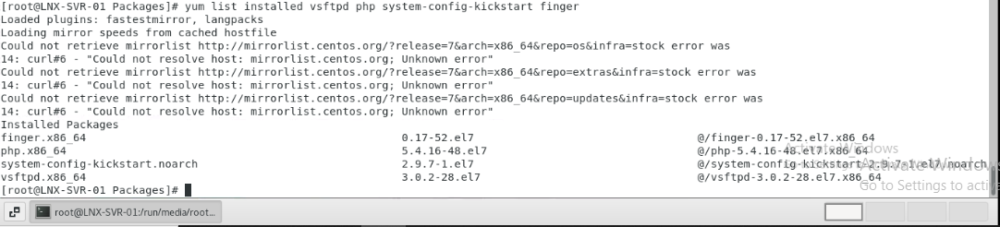 [root@LNX-SVR-01 Packages]# yum list installed vsftpd php system-config-kickstart finger
Loaded plugins: fastestmirror, langpacks
Loading mirror speeds from cached hostfile
Could not retrieve mirrorlist http://mirrorlist.centos.org/?release=7&arch=x86_64&repo=os&infra=stock error was
14: curl#6 - "Could not resolve host: mirrorlist.centos.org; Unknown error"
Could not retrieve mirrorlist http://mirrorlist.centos.org/?release=7&arch=x86_64&repo=extras&infra=stock error was
14: curl#6 - "Could not resolve host: mirrorlist.centos.org; Unknown error"
Could not retrieve mirrorlist http://mirrorlist.centos.org/?release=7&arch=x86_64&repo=updates&infra=stock error was
14: curl#6 - "Could not resolve host: mirrorlist.centos.org; Unknown error"
Installed Packages
finger.x86_64 0.17-52.el7 @/finger-0.17-52.el7.x86_64
php.x86_64 5.4.16-48.el7 @/php-5.4.16-48.el7.x86_64
Activate Windows
system-config-kickstart.noarch 2.9.7-1.el7 @/system-config-kickstart-2.9.7-1.el7.noarch
Activate Windows
vsftpd.x86_64 3.0.2-28.el7 @/vsftpd-3.0.2-28.el7.x86_64
Go to Settings to activ
[root@LNX-SVR-01 Packages]#
root@LNX-SVR-01:/run/media/root...